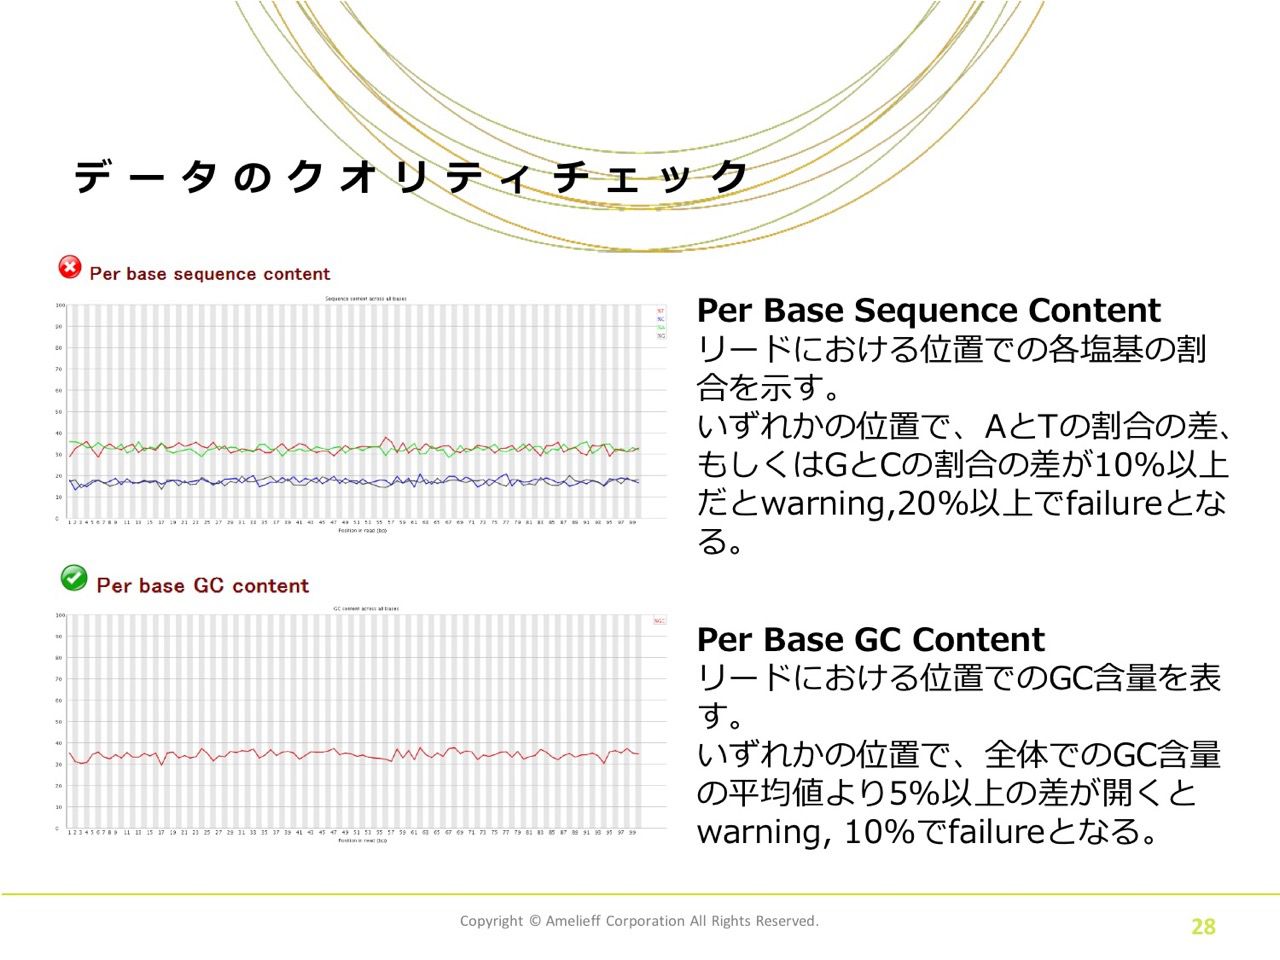 データのクオリティチェック
Per base sequence content
Sequence content across all bases
%T
%C
%A
%G
100
90
80
70
60
50
40
30
20
10
0
1 2 3 4 5 6 7 8 9 11 13 15 17 19 21 23 25 27 29 31 33 35 37 39 41 43 45 47 49 51 53 55 57 59 61 63 65 67 69 71 73 75 77 79 81 83 85 87 89 91 93 95 97 99
Position in read (bp)
Per Base Sequence Content
リードにおける位置での各塩基の割
合を示す。
いずれかの位置で、AとTの割合の差、
もしくはGとCの割合の差が10%以上
だとwarning,20%以上でfailureとな
る。
Per base GC content
GC content across all bases
%GC
100
90
80
70
60
50
40
30
20
10
0
1 2 3 4 5 6 7 8 9 11 13 15 17 19 21 23 25 27 29 31 33 35 37 39 41 43 45 47 49 51 53 55 57 59 61 63 65 67 69 71 73 75 77 79 81 83 85 87 89 91 93 95 97 99
Position in read (bp)
Per Base GC Content
リードにおける位置でのGC含量を表
す。
いずれかの位置で、全体でのGC含量
の平均値より5%以上の差が開くと
warning, 10%でfailureとなる。
Copyright © Amelieff Corporation All Rights Reserved.
28